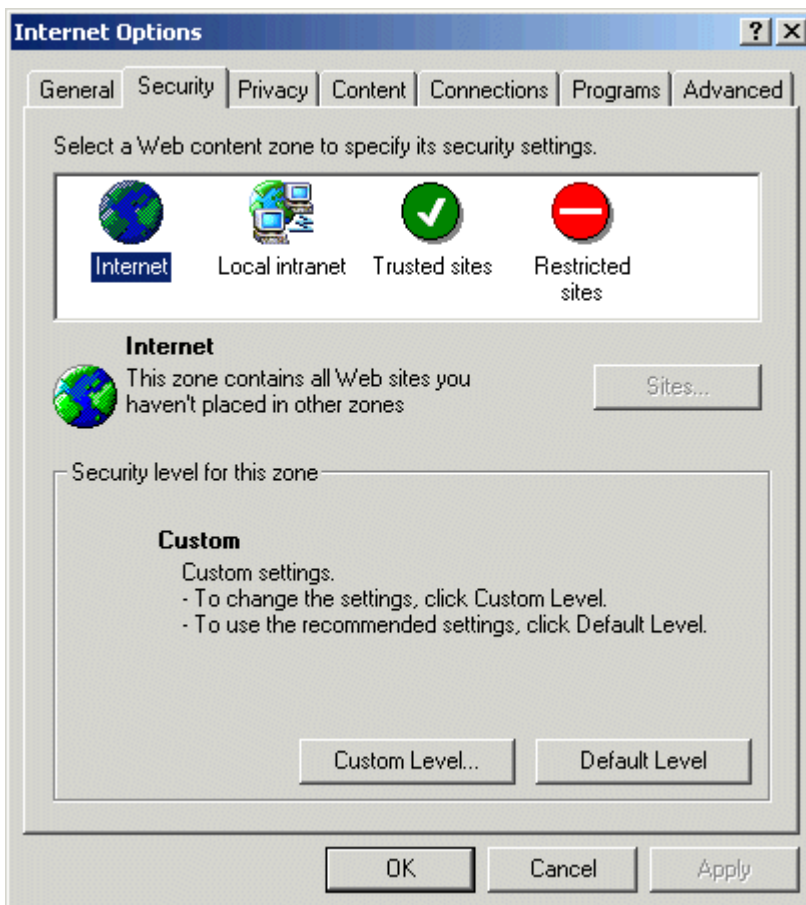 Internet Options
General Security Privacy Content Connections Programs Advanced
Select a Web content zone to specify its security settings.
Internet Local intranet Trusted sites Restricted
sites
Internet
This zone contains all Web sites you
haven't placed in other zones
Sites...
Security level for this zone
Custom
Custom settings.
- To change the settings, click Custom Level.
- To use the recommended settings, click Default Level.
Custom Level... Default Level
OK Cancel Apply